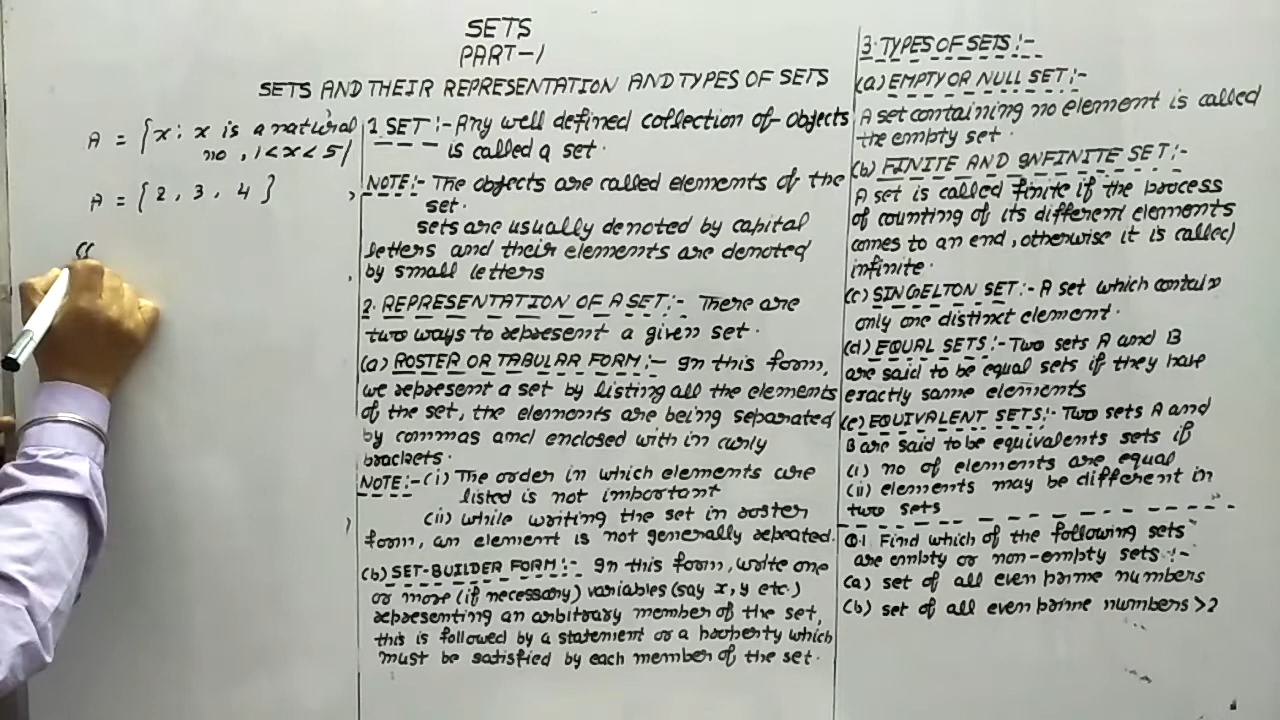 SETS
PART-1
SETS AND THEIR REPRESENTATION AND TYPES OF SETS
A = {x : x is a natural
no, 1 < x < 5}
A = { 2 , 3 , 4 }
1. SET :- Any well defined collection of objects
is called a set.
NOTE:- The objects are called elements of the
set.
sets are usually denoted by capital
letters and their elements are denoted
by small letters
2. REPRESENTATION OF A SET:- There are
two ways to represent a given set.
(a) ROSTER OR TABULAR FORM:- In this form,
we represent a set by listing all the elements
of the set, the elements are being separated
by commas and enclosed with in curly
brackets.
NOTE:- (i) The order in which elements are
listed is not important
(ii) while writing the set in roster
form, an element is not generally repeated.
(b) SET-BUILDER FORM:- In this form, write one
or more (if necessary) variables (say x, y etc.)
representing an arbitrary member of the set,
this is followed by a statement or a property which
must be satisfied by each member of the set.
3. TYPES OF SETS:-
(a) EMPTY OR NULL SET:-
A set containing no element is called
the empty set.
(b) FINITE AND INFINITE SET:-
A set is called finite if the process
of counting of its different elements
comes to an end, otherwise it is called
infinite.
(c) SINGELTON SET:- A set which contain
only one distinct element.
(d) EQUAL SETS:- Two sets A and B
are said to be equal sets if they have
exactly same elements
(e) EQUIVALENT SETS:- Two sets A and
B are said to be equivalents sets if
(i) no of elements are equal
(ii) elements may be different in
two sets
Q.1 Find which of the following sets
are empty or non-empty sets :-
(a) set of all even prime numbers
(b) set of all even prime numbers >2